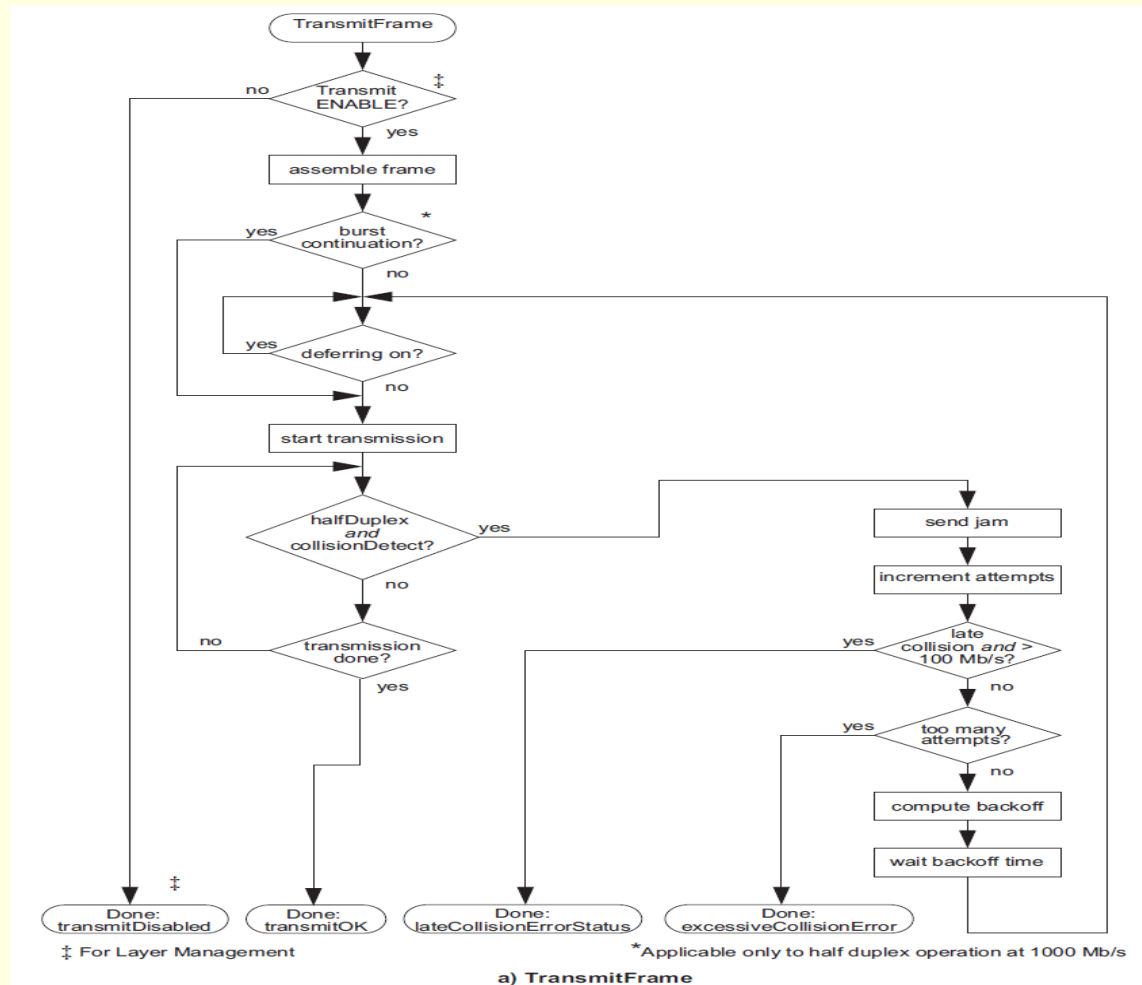 TransmitFrame
‡
Transmit
ENABLE?
no
yes
assemble frame
*
burst
continuation?
yes
no
deferring on?
yes
no
start transmission
halfDuplex
and
collisionDetect?
yes
no
send jam
increment attempts
late
collision and >
100 Mb/s?
yes
no
transmission
done?
no
yes
too many
attempts?
yes
no
compute backoff
wait backoff time
‡
Done:
transmitDisabled
Done:
transmitOK
Done:
lateCollisionErrorStatus
Done:
excessiveCollisionError
‡ For Layer Management
*Applicable only to half duplex operation at 1000 Mb/s
a) TransmitFrame